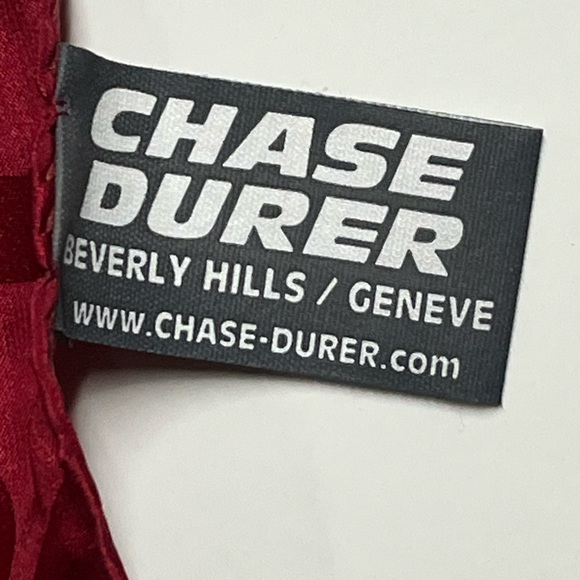 CHASE
DURER
BEVERLY HILLS / GENEVE
www.CHASE-DURER.com